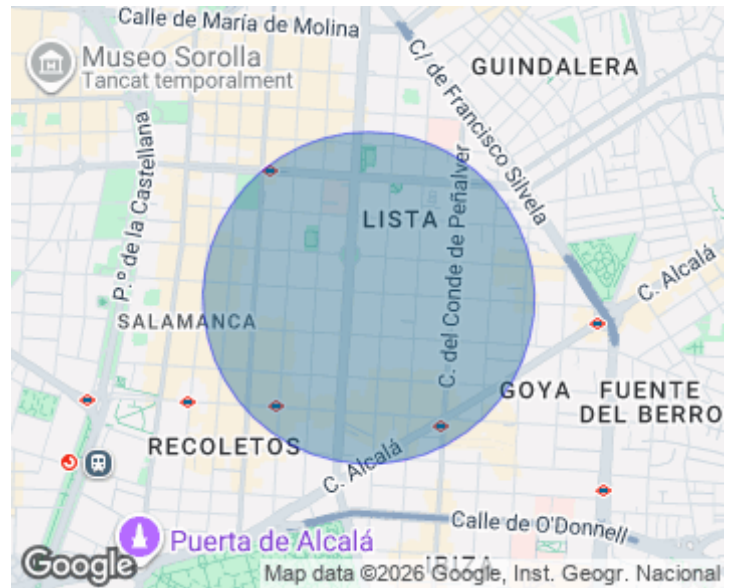 Calle de María de Molina
Museo Sorolla
Tancat temporalment
GUINDALERA
C/ de Francisco Silvela
P.º de la Castellana
LISTA
C. del Conde de Peñalver
C. Alcalá
SALAMANCA
GOYA
FUENTE
DEL BERRO
RECOLETOS
C. Alcalá
Calle de O'Donnell
Puerta de Alcalá
IBIZA
Google
Map data ©2026 Google, Inst. Geogr. Nacional